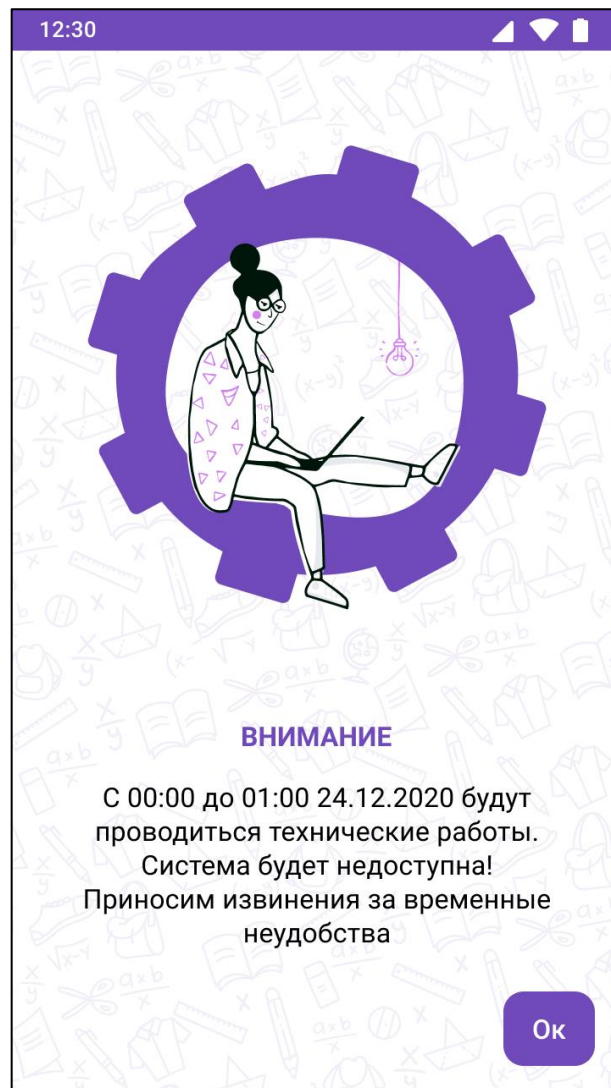 12:30
ВНИМАНИЕ
С 00:00 до 01:00 24.12.2020 будут
проводиться технические работы.
Система будет недоступна!
Приносим извинения за временные
неудобства
Ок